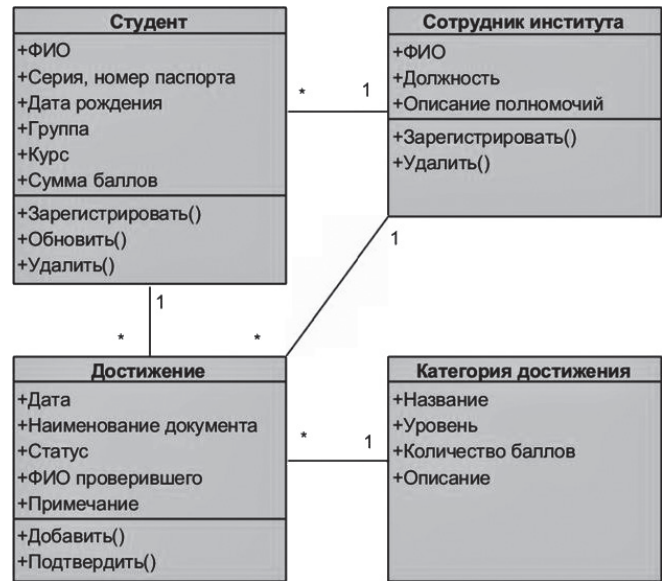 Студент
+ФИО
+Серия, номер паспорта
+Дата рождения
+Группа
+Курс
+Сумма баллов
+Зарегистрировать()
+Обновить()
+Удалить()
* 1
Сотрудник института
+ФИО
+Должность
+Описание полномочий
+Зарегистрировать()
+Удалить()
1
*
1
*
Достижение
+Дата
+Наименование документа
+Статус
+ФИО проверившего
+Примечание
+Добавить()
+Подтвердить()
* 1
Категория достижения
+Название
+Уровень
+Количество баллов
+Описание